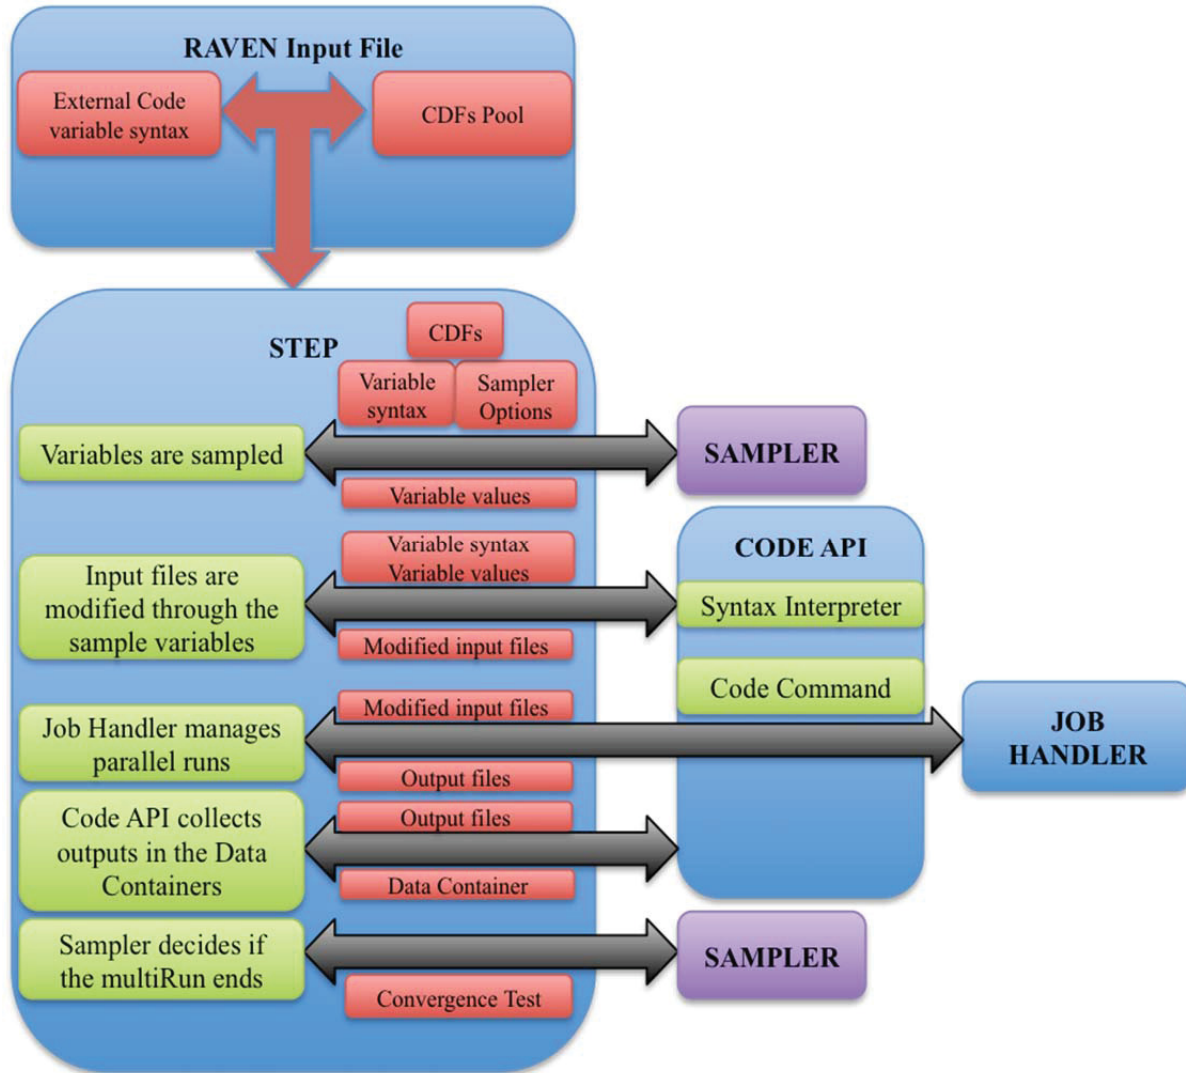 RAVEN Input File
External Code
variable syntax
CDFs Pool
STEP
CDFs
Variable
syntax
Sampler
Options
Variables are sampled
SAMPLER
Variable values
CODE API
Variable syntax
Variable values
Input files are
modified through the
sample variables
Syntax Interpreter
Modified input files
Code Command
Modified input files
Job Handler manages
parallel runs
JOB
HANDLER
Output files
Output files
Code API collects
outputs in the Data
Containers
Data Container
Sampler decides if
the multiRun ends
SAMPLER
Convergence Test